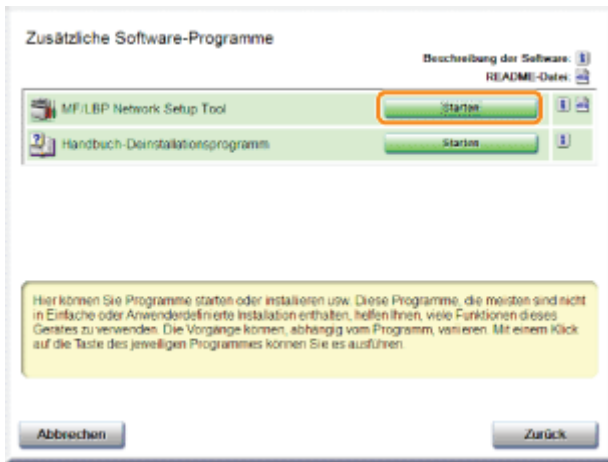 Zusätzliche Software-Programme
Beschreibung der Software:
README-Datei:
MF/LBP Network Setup Tool
Starten
Handbuch-Deinstallationsprogramm
Starten
Hier können Sie Programme starten oder installieren usw. Diese Programme, die meisten sind nicht
in Einfache oder Anwenderdefinierte Installation enthalten, helfen Ihnen, viele Funktionen dieses
Gerätes zu verwenden. Die Vorgänge können, abhängig vom Programm, variieren. Mit einem Klick
auf die Taste des jeweiligen Programmes können Sie es ausführen.
Abbrechen
Zurück